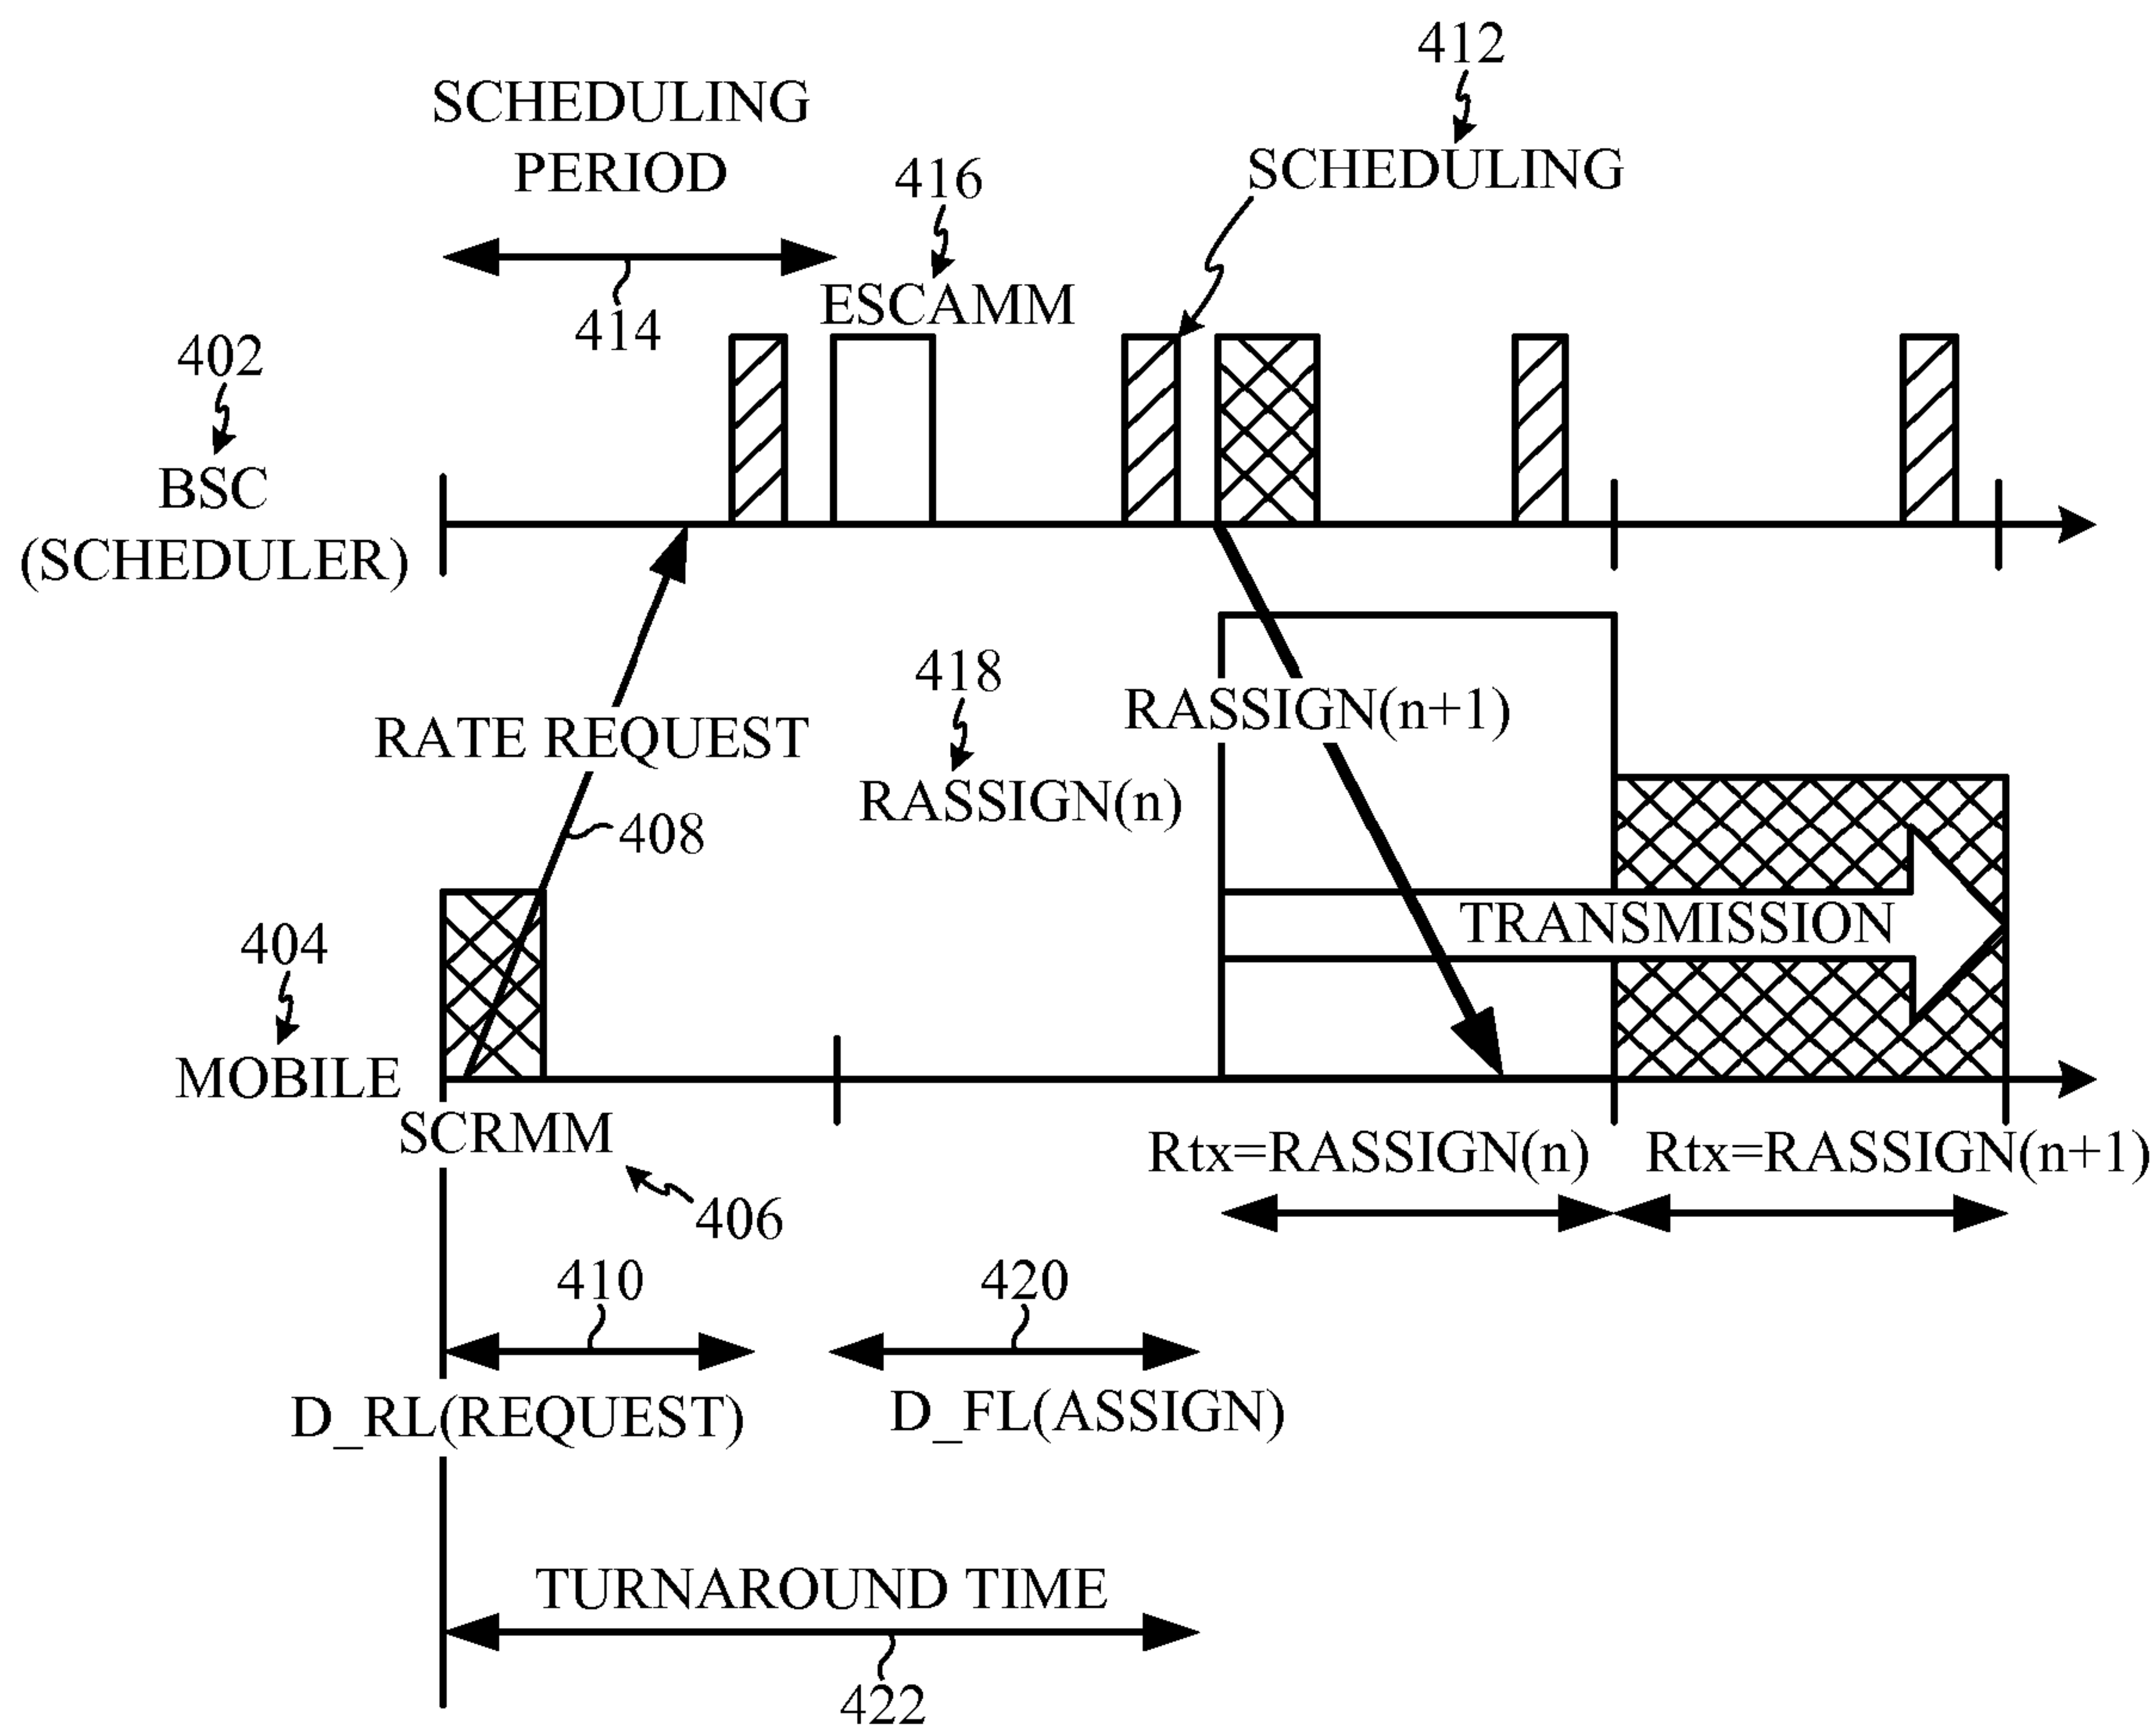 412
SCHEDULING
PERIOD
416
SCHEDULING
414
ESCAMM
402
BSC
(SCHEDULER)
418
RASSIGN(n+1)
RATE REQUEST
RASSIGN(n)
408
404
TRANSMISSION
MOBILE
SCRMM
406
Rtx=RASSIGN(n)
Rtx=RASSIGN(n+1)
410
420
D_RL(REQUEST)
D_FL(ASSIGN)
TURNAROUND TIME
422